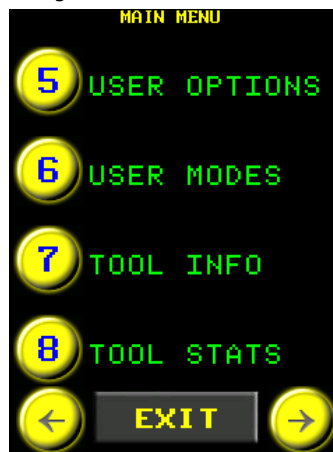 MAIN MENU
5 USER OPTIONS
6 USER MODES
7 TOOL INFO
8 TOOL STATS
← EXIT →